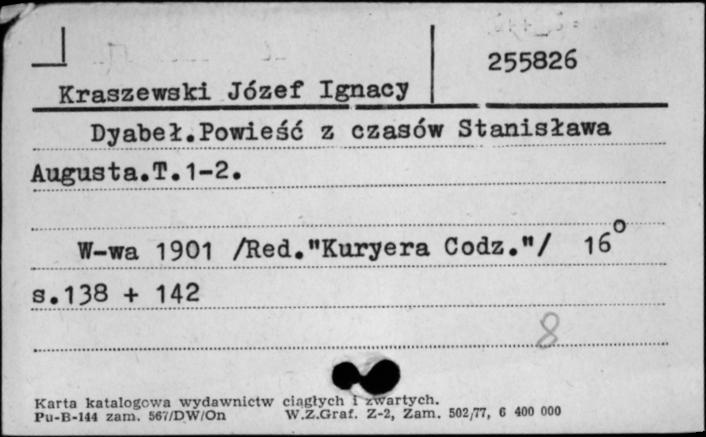 255826
Kraszewski Józef Ignacy
Dyabeł.Powieść z czasów Stanisława
Augusta.T.1-2.
W-wa 1901 /Red."Kuryera Codz."/ 16°
s.138 + 142
8
Karta katalogowa wydawnictw ciągłych i zwartych.
Pu-B-144 zam. 567/DW/On W.Z.Graf. Z-2, Zam. 502/77, 6 400 000